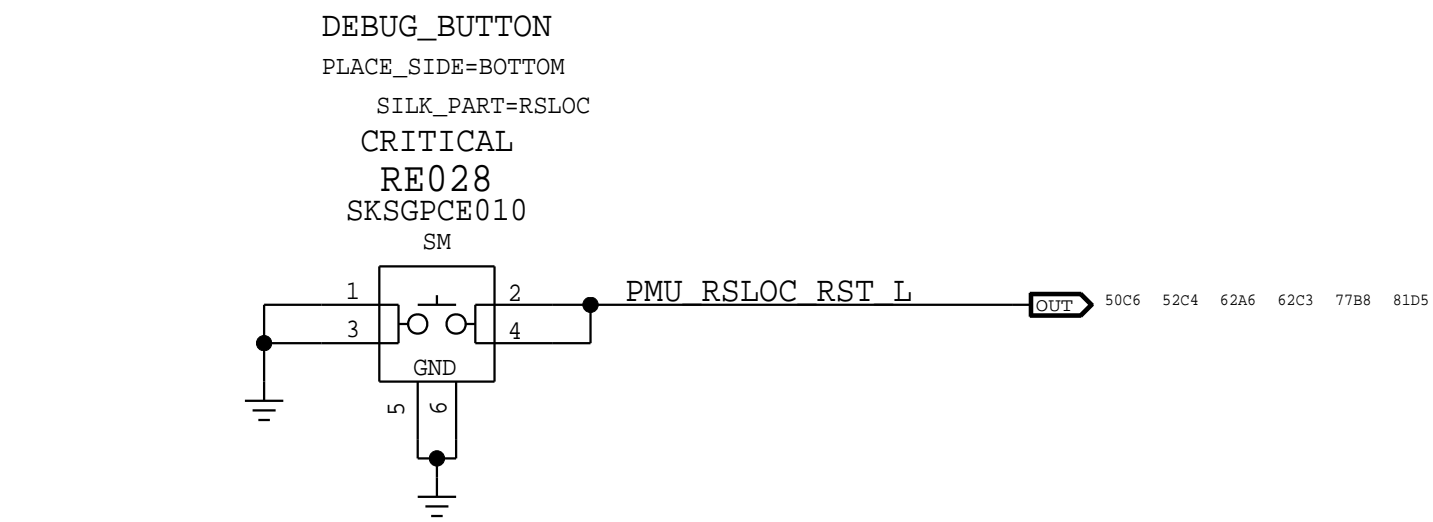 DEBUG_BUTTON
PLACE_SIDE=BOTTOM
SILK_PART=RSLOC
CRITICAL
RE028
SKSGPCE010
SM
1
2
PMU_RSLOC_RST_L
OUT
50C6 52C4 62A6 62C3 77B8 81D5
3
4
GND
5
6